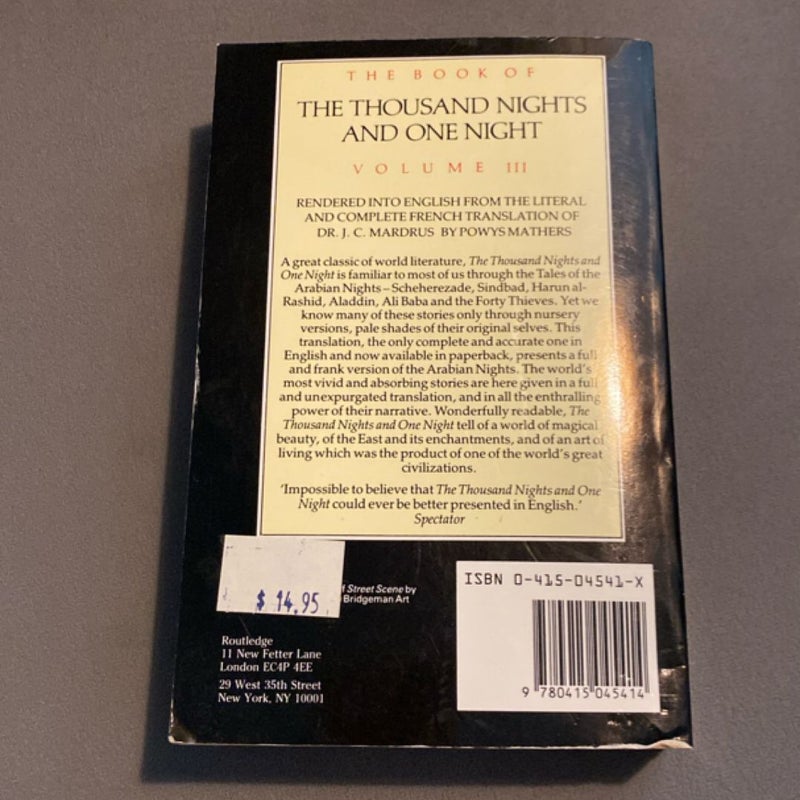 THE BOOK OF
THE THOUSAND NIGHTS
AND ONE NIGHT
VOLUME III
RENDERED INTO ENGLISH FROM THE LITERAL
AND COMPLETE FRENCH TRANSLATION OF
DR. J. C. MARDRUS BY POWYS MATHERS
A great classic of world literature, The Thousand Nights and
One Night is familiar to most of us through the Tales of the
Arabian Nights – Scheherezade, Sindbad, Harun al-
Rashid, Aladdin, Ali Baba and the Forty Thieves. Yet we
know many of these stories only through nursery
versions, pale shades of their original selves. This
translation, the only complete and accurate one in
English and now available in paperback, presents a full
and frank version of the Arabian Nights. The world's
most vivid and absorbing stories are here given in a full
and unexpurgated translation, and in all the enthralling
power of their narrative. Wonderfully readable, The
Thousand Nights and One Night tell of a world of magical
beauty, of the East and its enchantments, and of an art of
living which was the product of one of the world's great
civilizations.
'Impossible to believe that The Thousand Nights and One
Night could ever be better presented in English.'
Spectator
$ 14.95
Street Scene by
Bridgeman Art
Routledge
11 New Fetter Lane
London EC4P 4EE
29 West 35th Street
New York, NY 10001
ISBN 0-415-04541-X
9 780415 045414